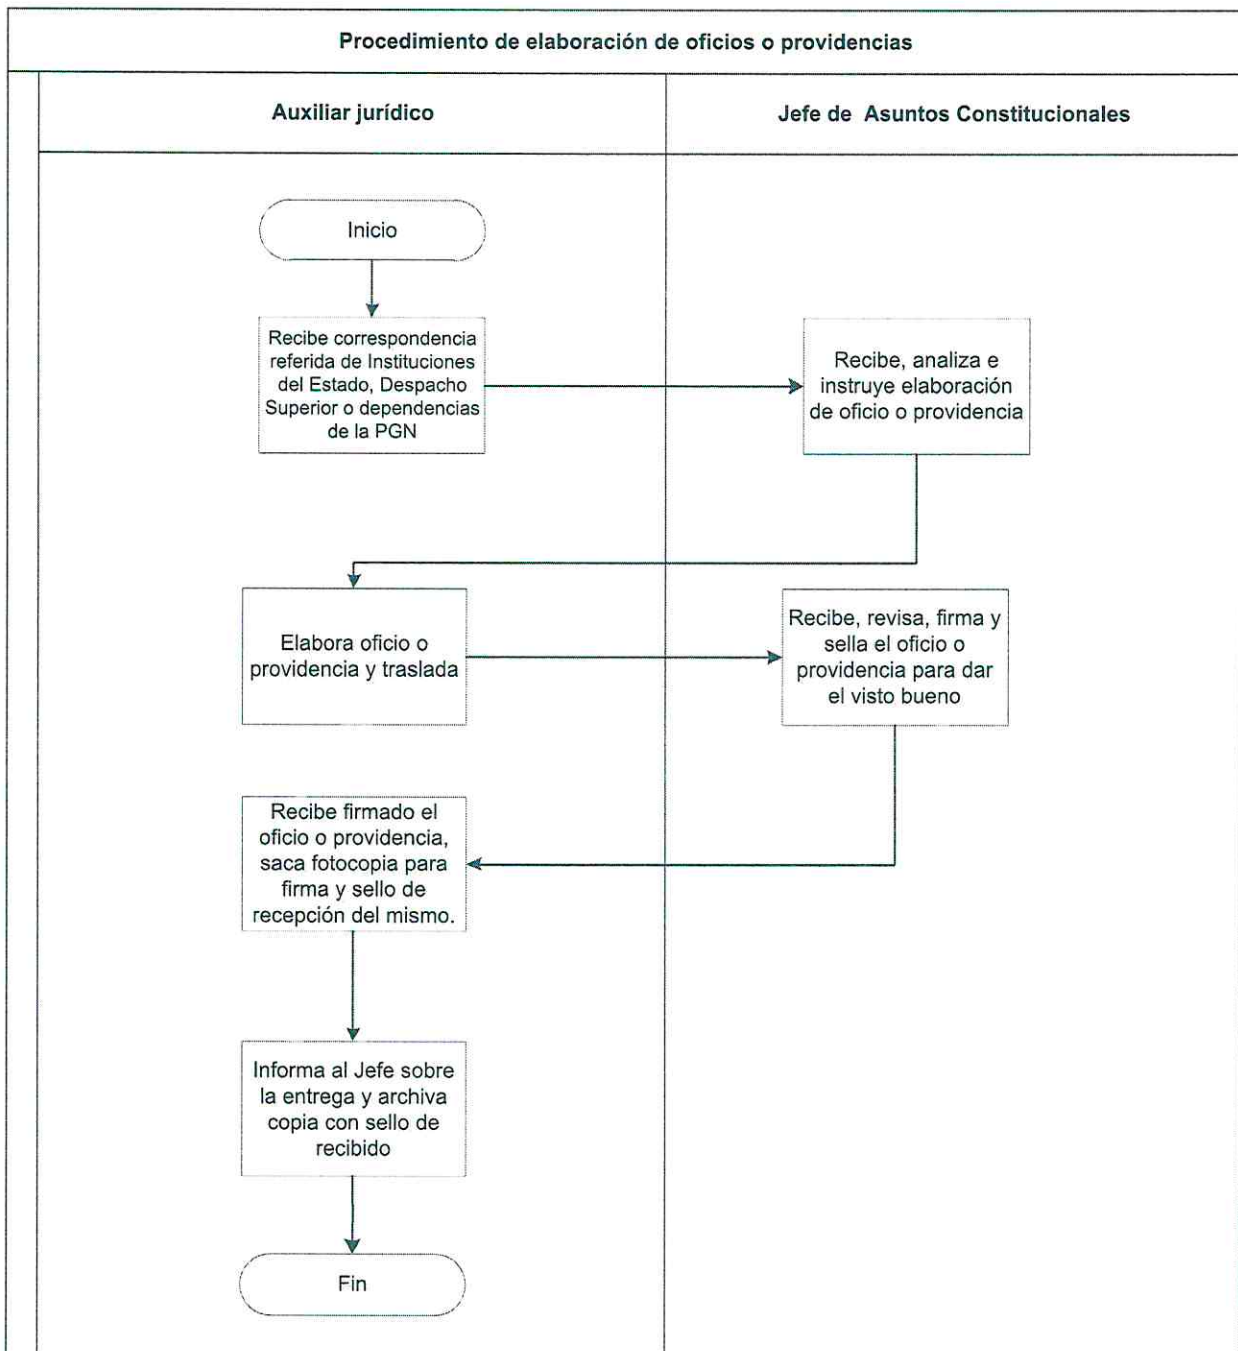 Procedimiento de elaboración de oficios o providencias
Auxiliar jurídico
Jefe de Asuntos Constitucionales
Inicio
Recibe correspondencia
referida de Instituciones
del Estado, Despacho
Superior o dependencias
de la PGN
Recibe, analiza e
instruye elaboración
de oficio o providencia
Elabora oficio o
providencia y traslada
Recibe, revisa, firma y
sella el oficio o
providencia para dar
el visto bueno
Recibe firmado el
oficio o providencia,
saca fotocopia para
firma y sello de
recepción del mismo.
Informa al Jefe sobre
la entrega y archiva
copia con sello de
recibido
Fin